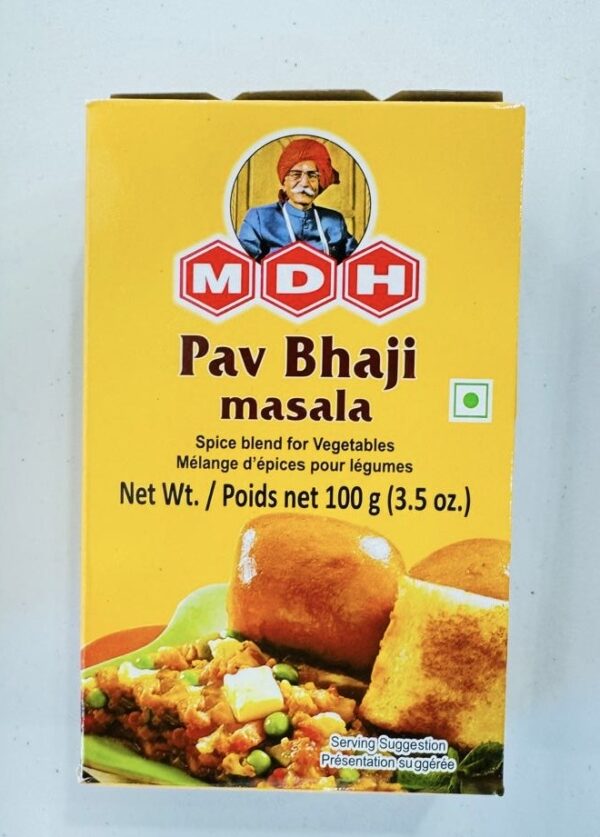 MDH
Pav Bhaji
masala
Spice blend for Vegetables
Mélange d'épices pour légumes
Net Wt. / Poids net 100 g (3.5 oz.)
Serving Suggestion
Présentation suggérée